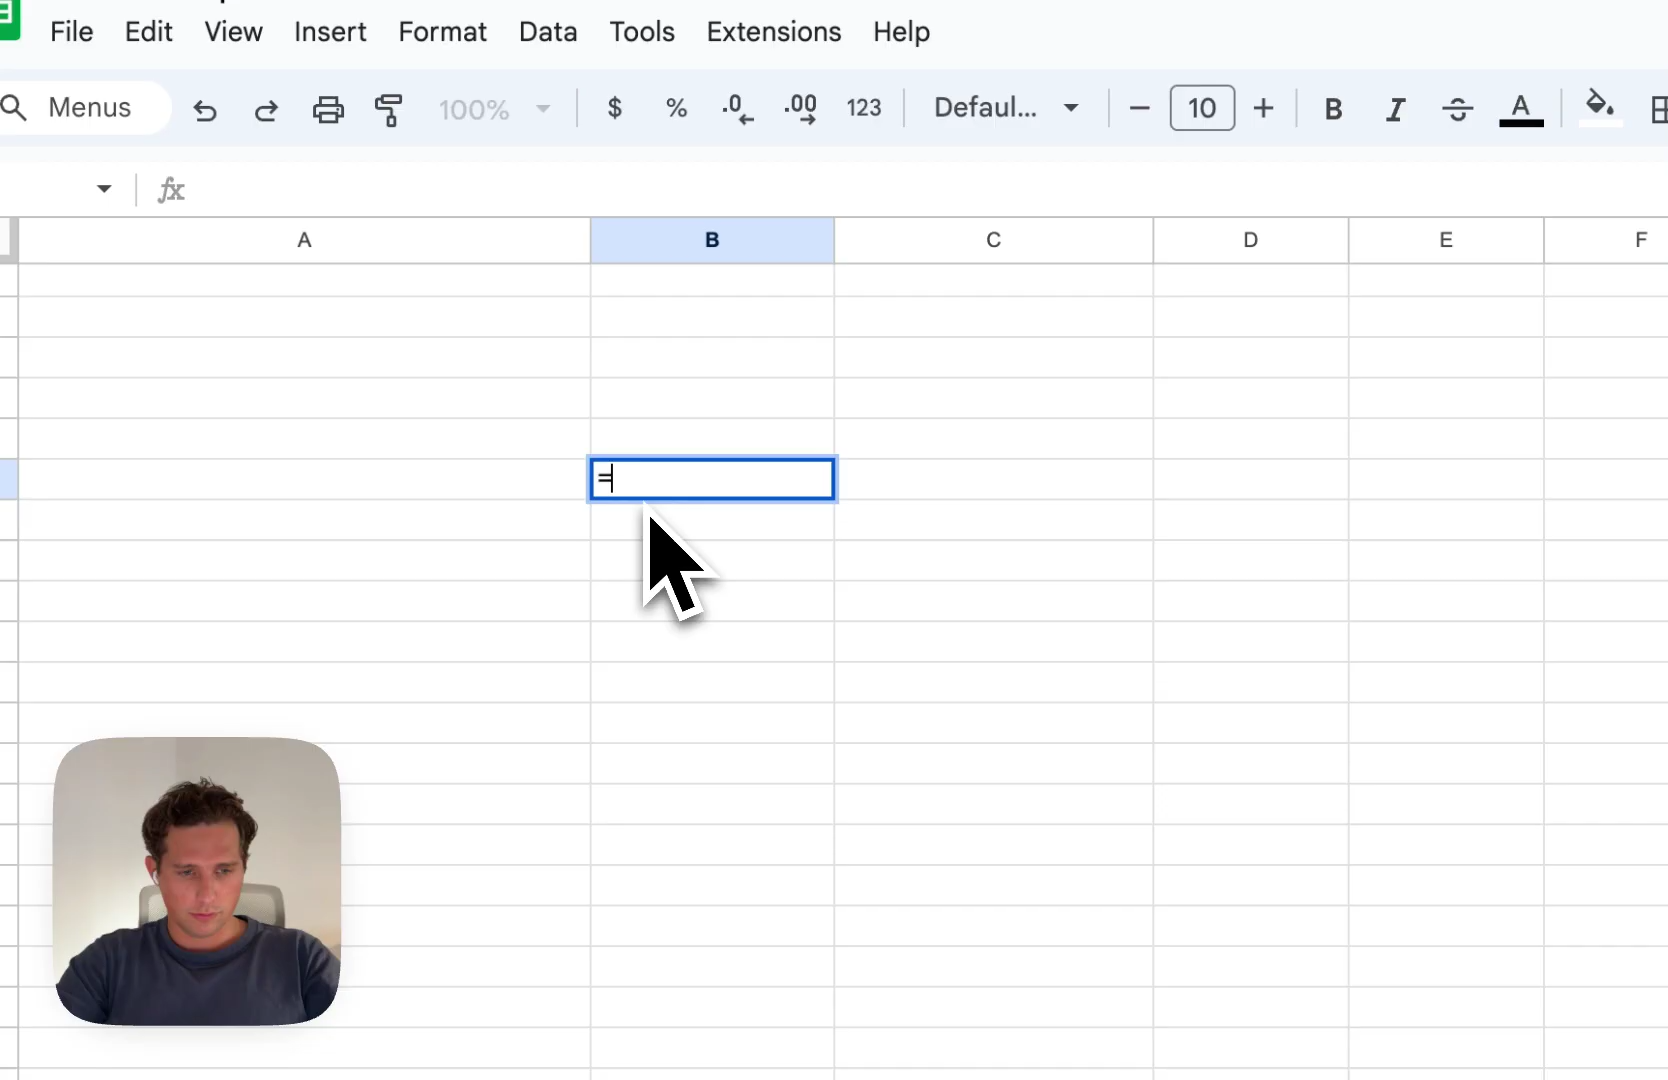 File Edit View Insert Format Data Tools Extensions Help
Menus 100% $ % .0 .00 123 Defaul... − 10 + B I S A
fx
A B C D E F
=